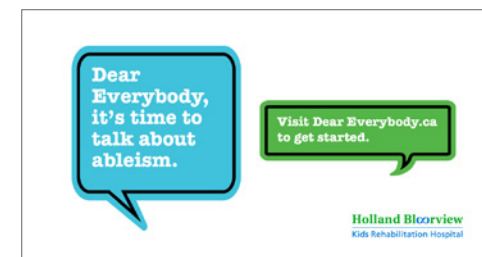 Dear
Everybody,
it's time to
talk about
ableism.
Visit Dear Everybody.ca
to get started.
Holland Bloorview
Kids Rehabilitation Hospital